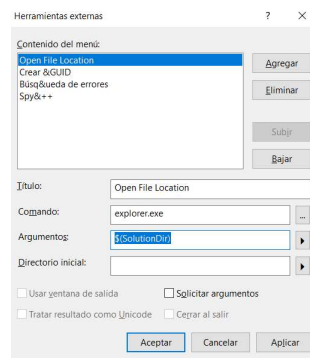 Herramientas externas ? ×
Contenido del menú:
Open File Location
Crear &GUID
Búsq&ueda de errores
Spy&++
Agregar
Eliminar
Subir
Bajar
Título: Open File Location
Comando: explorer.exe ...
Argumentos: $(SolutionDir)
Directorio inicial:
Usar ventana de salida Solicitar argumentos
Tratar resultado como Unicode Cerrar al salir
Aceptar Cancelar Aplicar